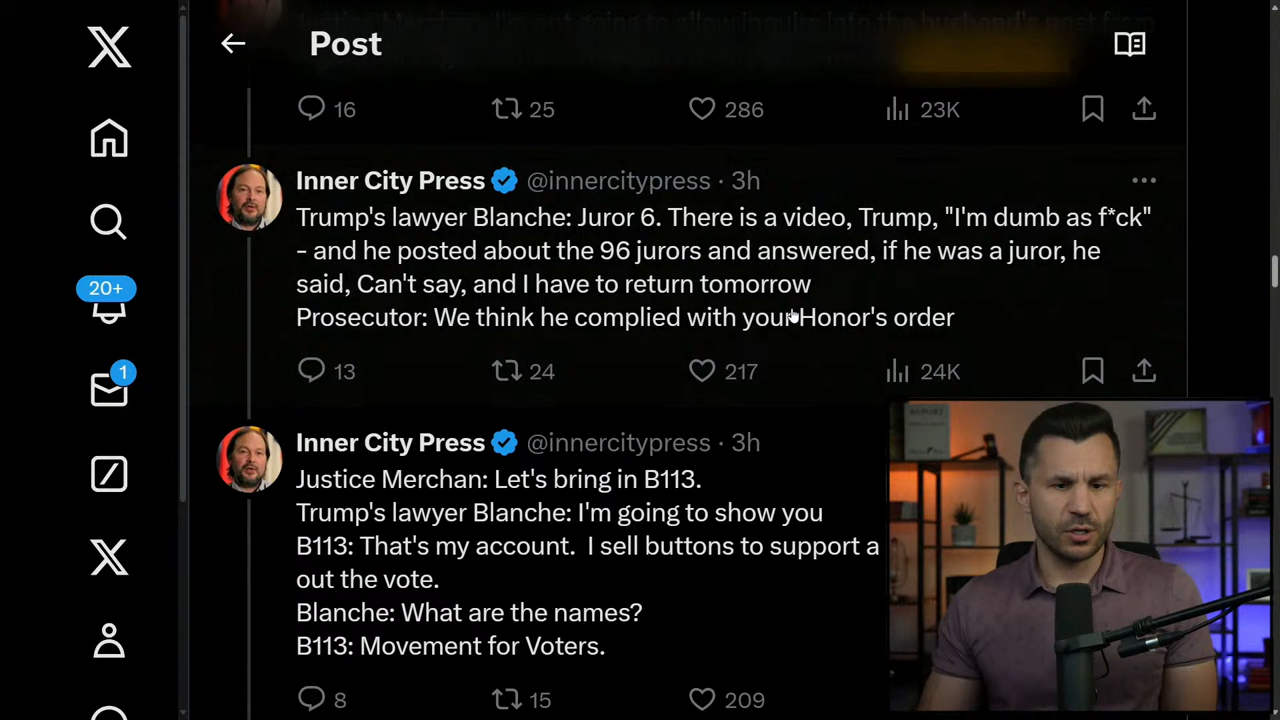 Post
16 25 286 23K
Inner City Press @innercitypress · 3h
Trump's lawyer Blanche: Juror 6. There is a video, Trump, "I'm dumb as f*ck"
- and he posted about the 96 jurors and answered, if he was a juror, he
said, Can't say, and I have to return tomorrow
Prosecutor: We think he complied with your Honor's order
13 24 217 24K
20+
1
Inner City Press @innercitypress · 3h
Justice Merchan: Let's bring in B113.
Trump's lawyer Blanche: I'm going to show you
B113: That's my account. I sell buttons to support a
out the vote.
Blanche: What are the names?
B113: Movement for Voters.
8 15 209